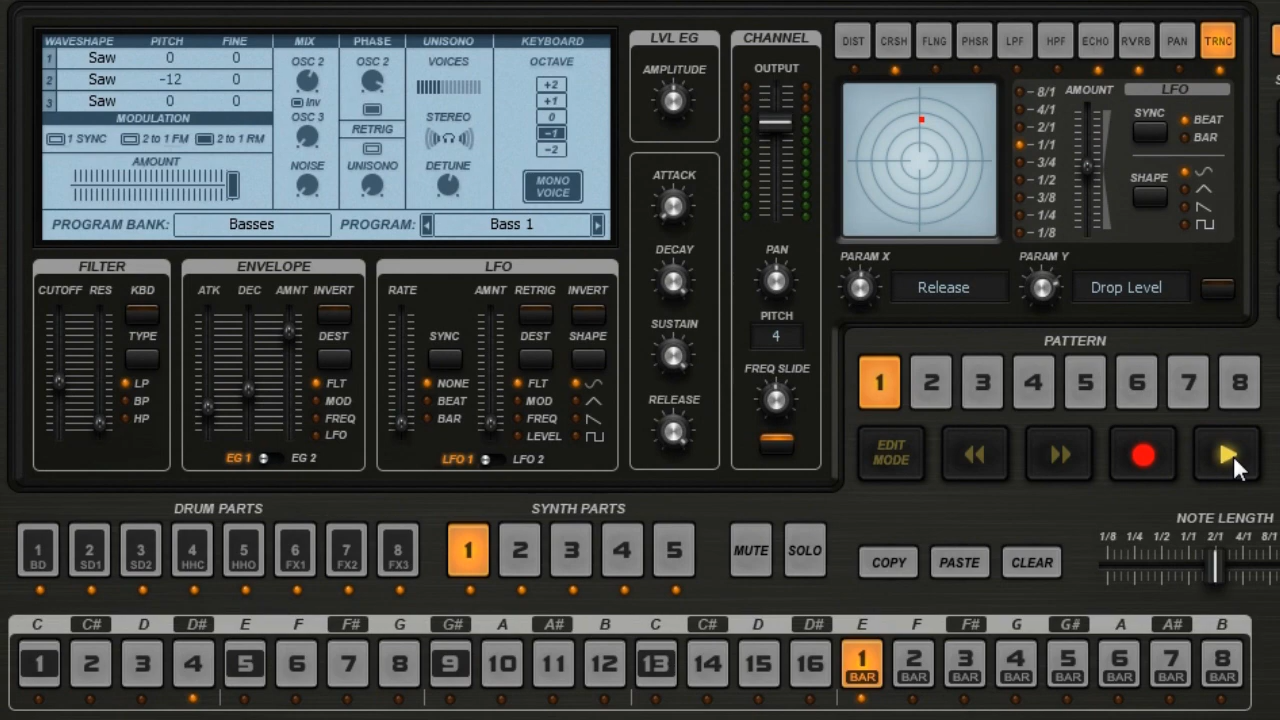 WAVESHAPE PITCH FINE MIX PHASE UNISONO KEYBOARD
1 Saw 0 0 OSC 2 OSC 2 VOICES OCTAVE
2 Saw -12 0
3 Saw 0 0
Inv
OSC 3
RETRIG
STEREO
+2
+1
0
-1
-2
MODULATION
1 SYNC 2 to 1 FM 2 to 1 RM
AMOUNT
NOISE UNISONO DETUNE
MONO
VOICE
PROGRAM BANK: Basses PROGRAM: Bass 1
LVL EG
AMPLITUDE
ATTACK
DECAY
SUSTAIN
RELEASE
CHANNEL
OUTPUT
PAN
PITCH
4
FREQ SLIDE
DIST CRSH FLNG PHSR LPF HPF ECHO RVRB PAN TRNC
8/1
4/1
2/1
1/1
3/4
1/2
3/8
1/4
1/8
AMOUNT
LFO
SYNC
BEAT
BAR
SHAPE
PARAM X Release
PARAM Y Drop Level
FILTER
CUTOFF RES KBD
TYPE
LP
BP
HP
ENVELOPE
ATK DEC AMNT INVERT
DEST
FLT
MOD
FREQ
LFO
EG 1 EG 2
LFO
RATE AMNT RETRIG INVERT
SYNC DEST SHAPE
NONE FLT
BEAT MOD
BAR FREQ
LEVEL
LFO 1 LFO 2
PATTERN
1 2 3 4 5 6 7 8
EDIT
MODE
DRUM PARTS
1 BD
2 SD1
3 SD2
4 HHC
5 HHO
6 FX1
7 FX2
8 FX3
SYNTH PARTS
1 2 3 4 5
MUTE SOLO
COPY PASTE CLEAR
NOTE LENGTH
1/8 1/4 1/2 1/1 2/1 4/1 8/1
C C# D D# E F F# G G# A A# B C C# D D# E F F# G G# A A# B
1 2 3 4 5 6 7 8 9 10 11 12 13 14 15 16 1 2 3 4 5 6 7 8
BAR BAR BAR BAR BAR BAR BAR BAR